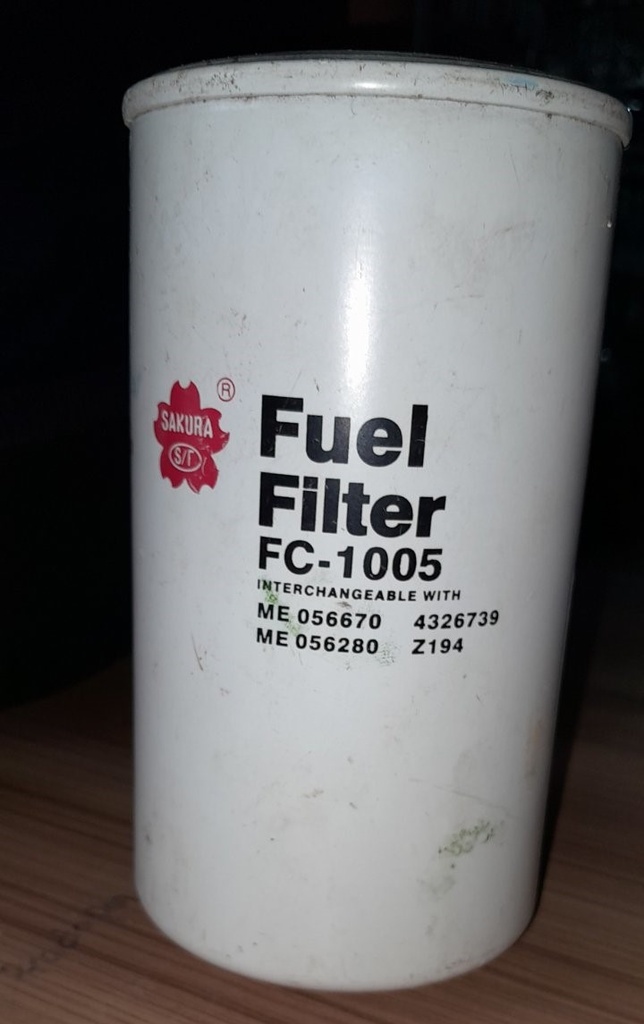 ®
SAKURA
S/T
Fuel
Filter
FC-1005
INTERCHANGEABLE WITH
ME 056670 4326739
ME 056280 Z194